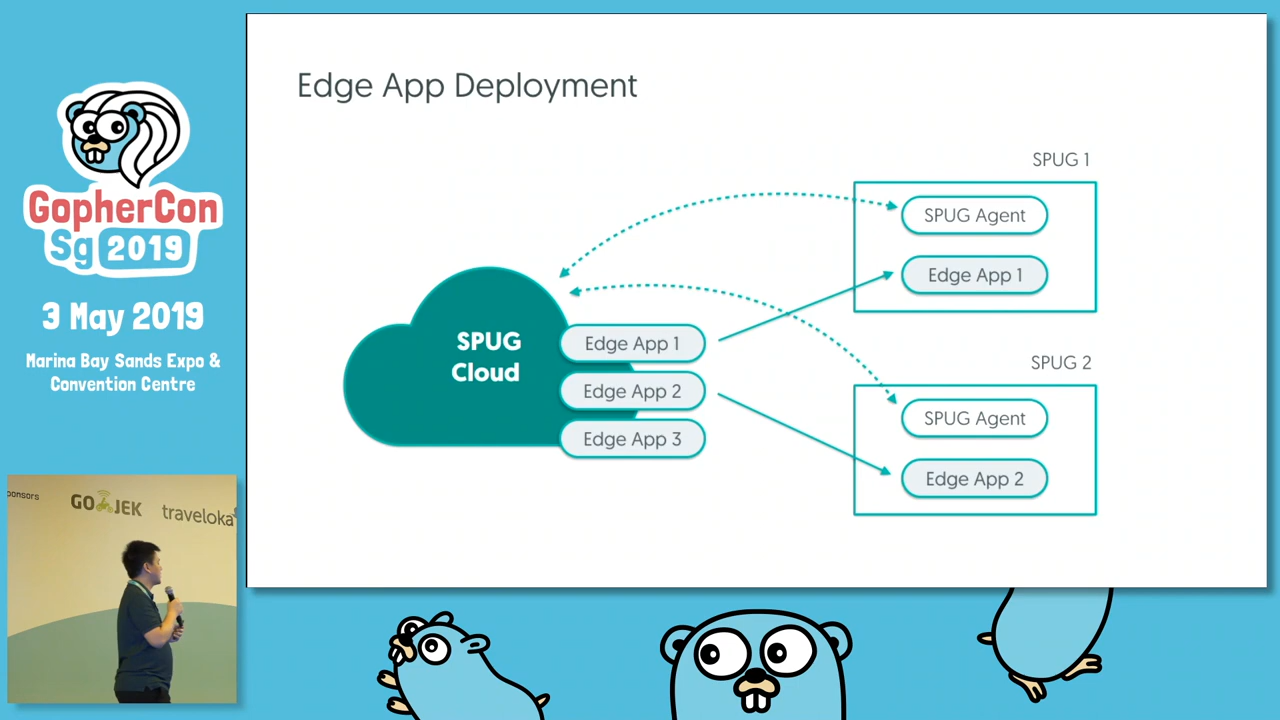 GopherCon
Sg 2019
3 May 2019
Marina Bay Sands Expo &
Convention Centre
ponsors
GO JEK
traveloka
Edge App Deployment
SPUG
Cloud
Edge App 1
Edge App 2
Edge App 3
SPUG 1
SPUG Agent
Edge App 1
SPUG 2
SPUG Agent
Edge App 2